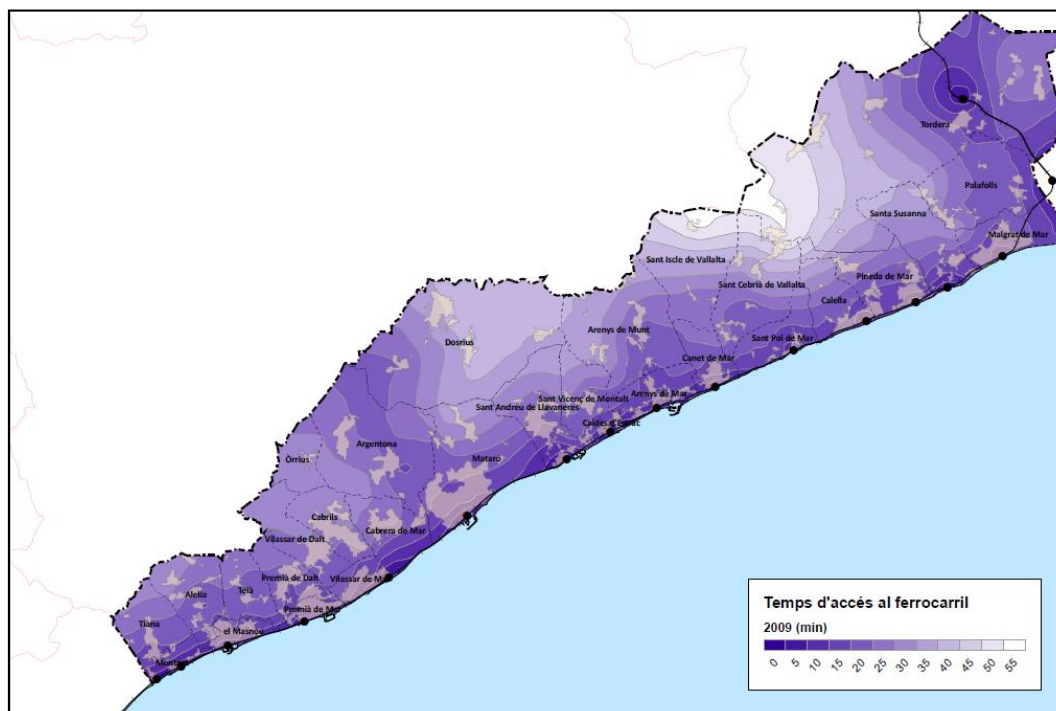 Tordera
Palafolls
Santa Susanna
Malgrat de Mar
Sant Iscle de Vallalta
Pineda de Mar
Sant Cebrià de Vallalta
Calella
Arenys de Munt
Sant Pol de Mar
Dosrius
Canet de Mar
Arenys de Mar
Sant Vicenç de Montalt
Sant Andreu de Llavaneres
Caldes d'Estrac
Argentona
Mataró
Òrrius
Cabrils
Cabrera de Mar
Vilassar de Dalt
Premià de Dalt
Vilassar de Mar
Alella
Teià
Premià de Mar
Tiana
el Masnou
Montgat
Temps d'accés al ferrocarril
2009 (min)
0 5 10 15 20 25 30 35 40 45 50 55